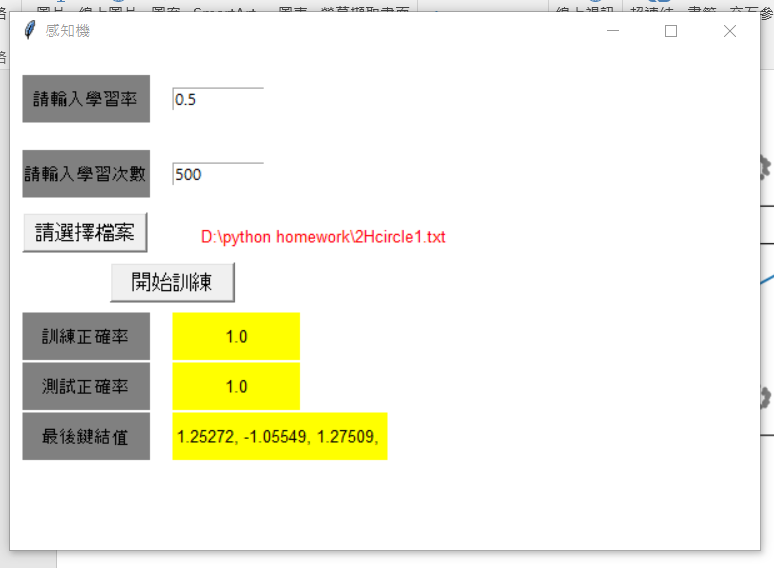 感知機
請輸入學習率 0.5
請輸入學習次數 500
請選擇檔案 D:\python homework\2Hcircle1.txt
開始訓練
訓練正確率 1.0
測試正確率 1.0
最後鍵結值 1.25272, -1.05549, 1.27509,